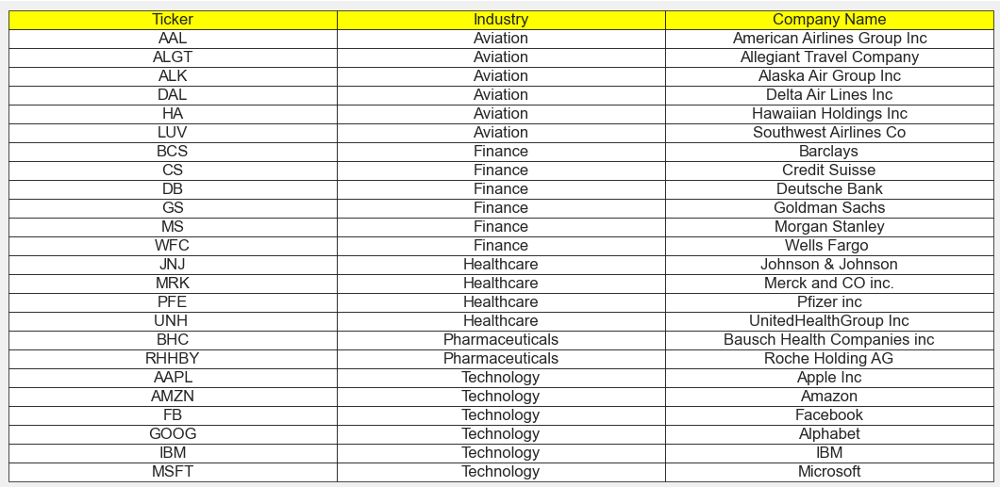 Ticker Industry Company Name
AAL Aviation American Airlines Group Inc
ALGT Aviation Allegiant Travel Company
ALK Aviation Alaska Air Group Inc
DAL Aviation Delta Air Lines Inc
HA Aviation Hawaiian Holdings Inc
LUV Aviation Southwest Airlines Co
BCS Finance Barclays
CS Finance Credit Suisse
DB Finance Deutsche Bank
GS Finance Goldman Sachs
MS Finance Morgan Stanley
WFC Finance Wells Fargo
JNJ Healthcare Johnson & Johnson
MRK Healthcare Merck and CO inc.
PFE Healthcare Pfizer inc
UNH Healthcare UnitedHealthGroup Inc
BHC Pharmaceuticals Bausch Health Companies inc
RHHBY Pharmaceuticals Roche Holding AG
AAPL Technology Apple Inc
AMZN Technology Amazon
FB Technology Facebook
GOOG Technology Alphabet
IBM Technology IBM
MSFT Technology Microsoft